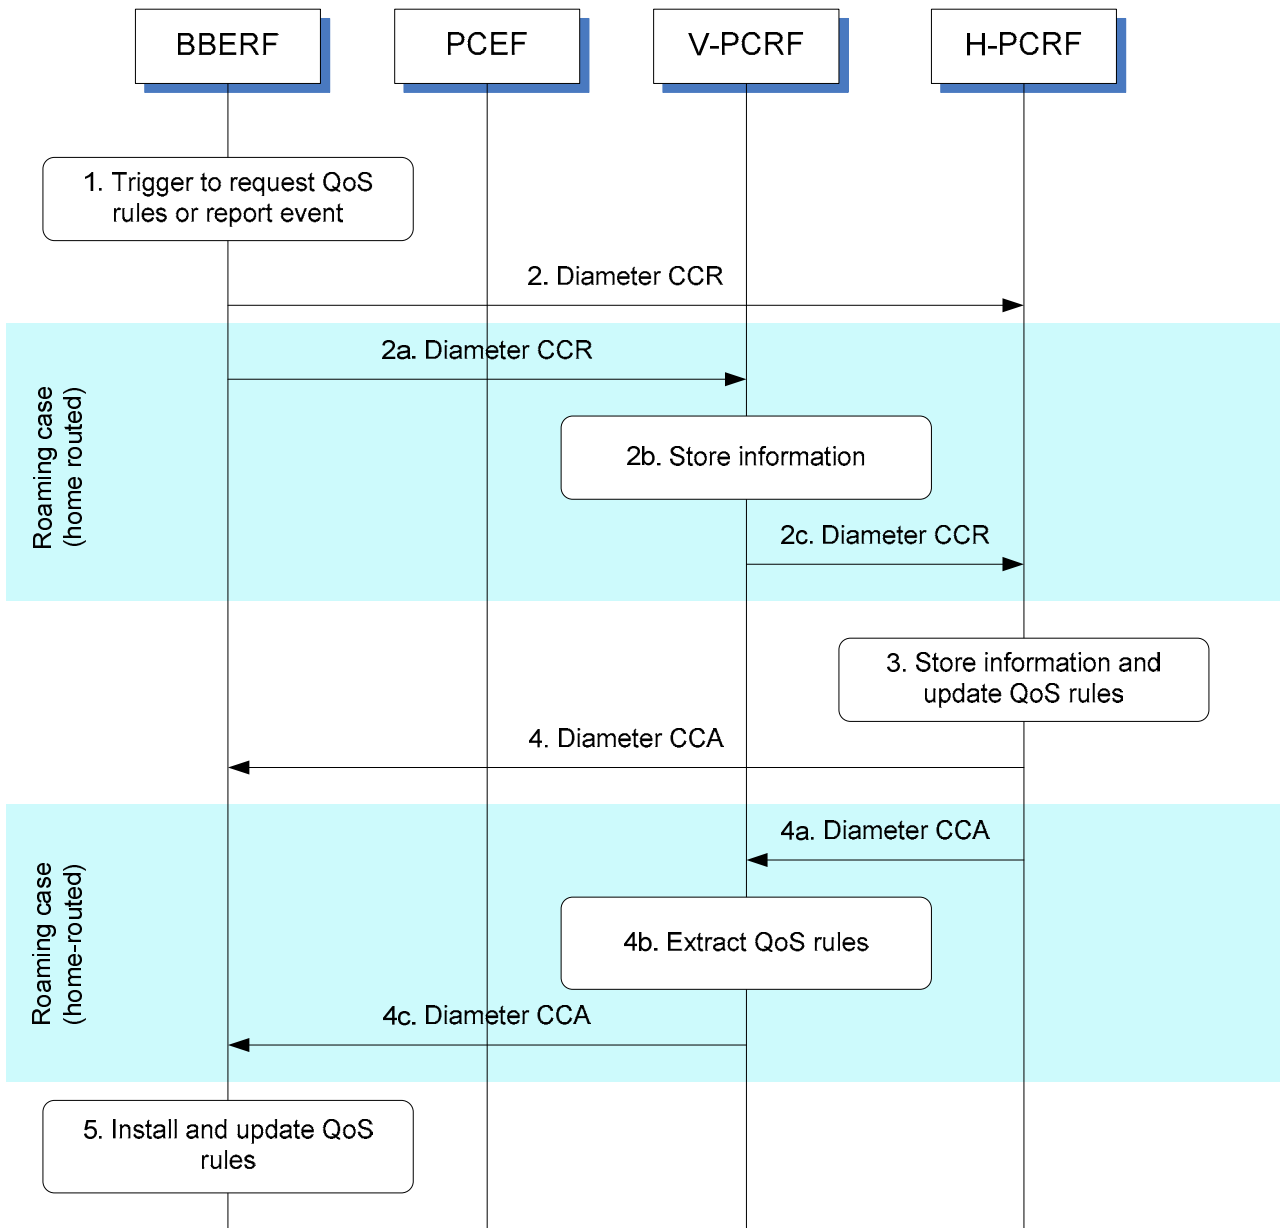 BBERF
PCEF
V-PCRF
H-PCRF
1. Trigger to request QoS
rules or report event
2. Diameter CCR
Roaming case
(home routed)
2a. Diameter CCR
2b. Store information
2c. Diameter CCR
3. Store information and
update QoS rules
4. Diameter CCA
Roaming case
(home-routed)
4a. Diameter CCA
4b. Extract QoS rules
4c. Diameter CCA
5. Install and update QoS
rules